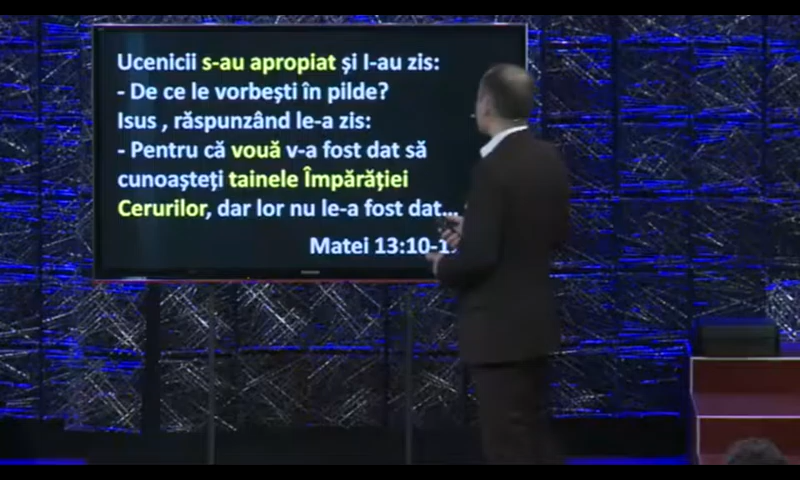 Ucenicii s-au apropiat și I-au zis:
- De ce le vorbești în pilde?
Isus , răspunzând le-a zis:
- Pentru că vouă v-a fost dat să
cunoașteți tainele Împărăției
Cerurilor, dar lor nu le-a fost dat...
Matei 13:10-1